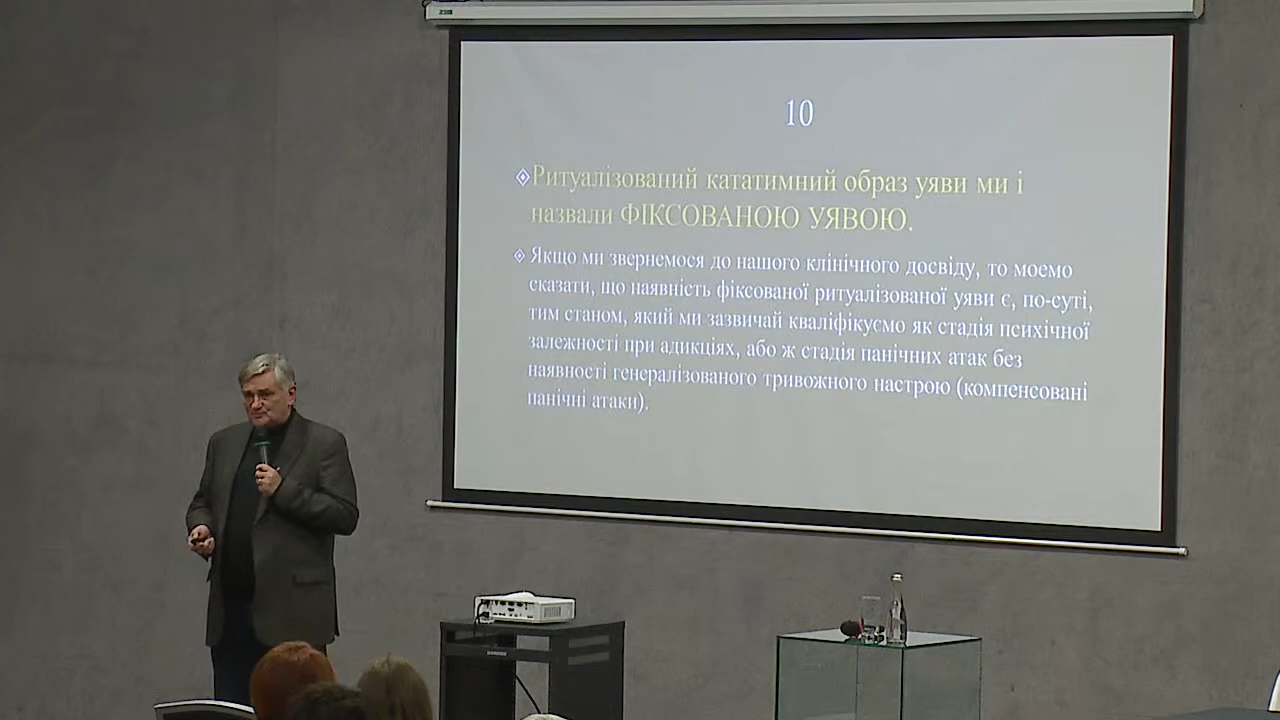 10
Ритуалізований кататимний образ уяви ми і
назвали ФІКСОВАНОЮ УЯВОЮ.
Якщо ми звернемося до нашого клінічного досвіду, то моемо
сказати, що наявність фіксованої ритуалізованої уяви є, по-суті,
тим станом, який ми зазвичай кваліфікуємо як стадія психічної
залежності при адикціях, або ж стадія панічних атак без
наявності генералізованого тривожного настрою (компенсовані
панічні атаки).